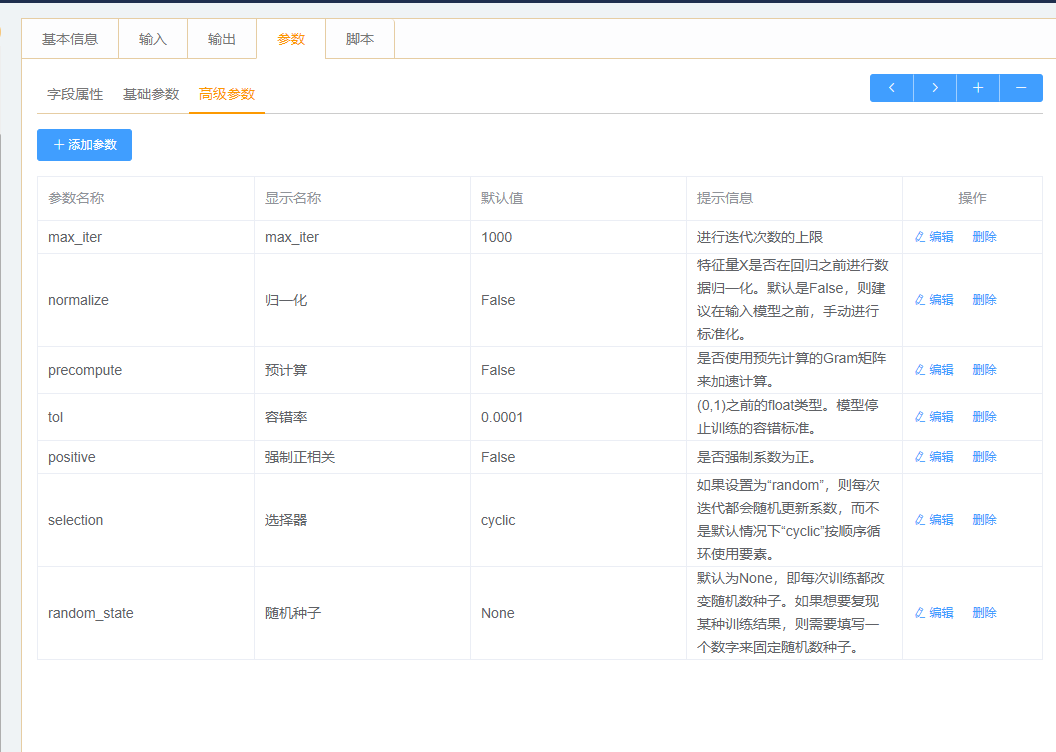 基本信息 输入 输出 参数 脚本
字段属性 基础参数 高级参数
+ 添加参数
参数名称 显示名称 默认值 提示信息 操作
max_iter max_iter 1000 进行迭代次数的上限 编辑 删除
normalize 归一化 False 特征量X是否在回归之前进行数
据归一化。默认是False，则建
议在输入模型之前，手动进行
标准化。
编辑 删除
precompute 预计算 False 是否使用预先计算的Gram矩阵
来加速计算。
编辑 删除
tol 容错率 0.0001 (0,1)之前的float类型。模型停
止训练的容错标准。
编辑 删除
positive 强制正相关 False 是否强制系数为正。 编辑 删除
selection 选择器 cyclic 如果设置为“random”，则每次
迭代都会随机更新系数，而不
是默认情况下“cyclic”按顺序循
环使用要素。
编辑 删除
random_state 随机种子 None 默认为None，即每次训练都改
变随机数种子。如果想要复现
某种训练结果，则需要填写一
个数字来固定随机数种子。
编辑 删除